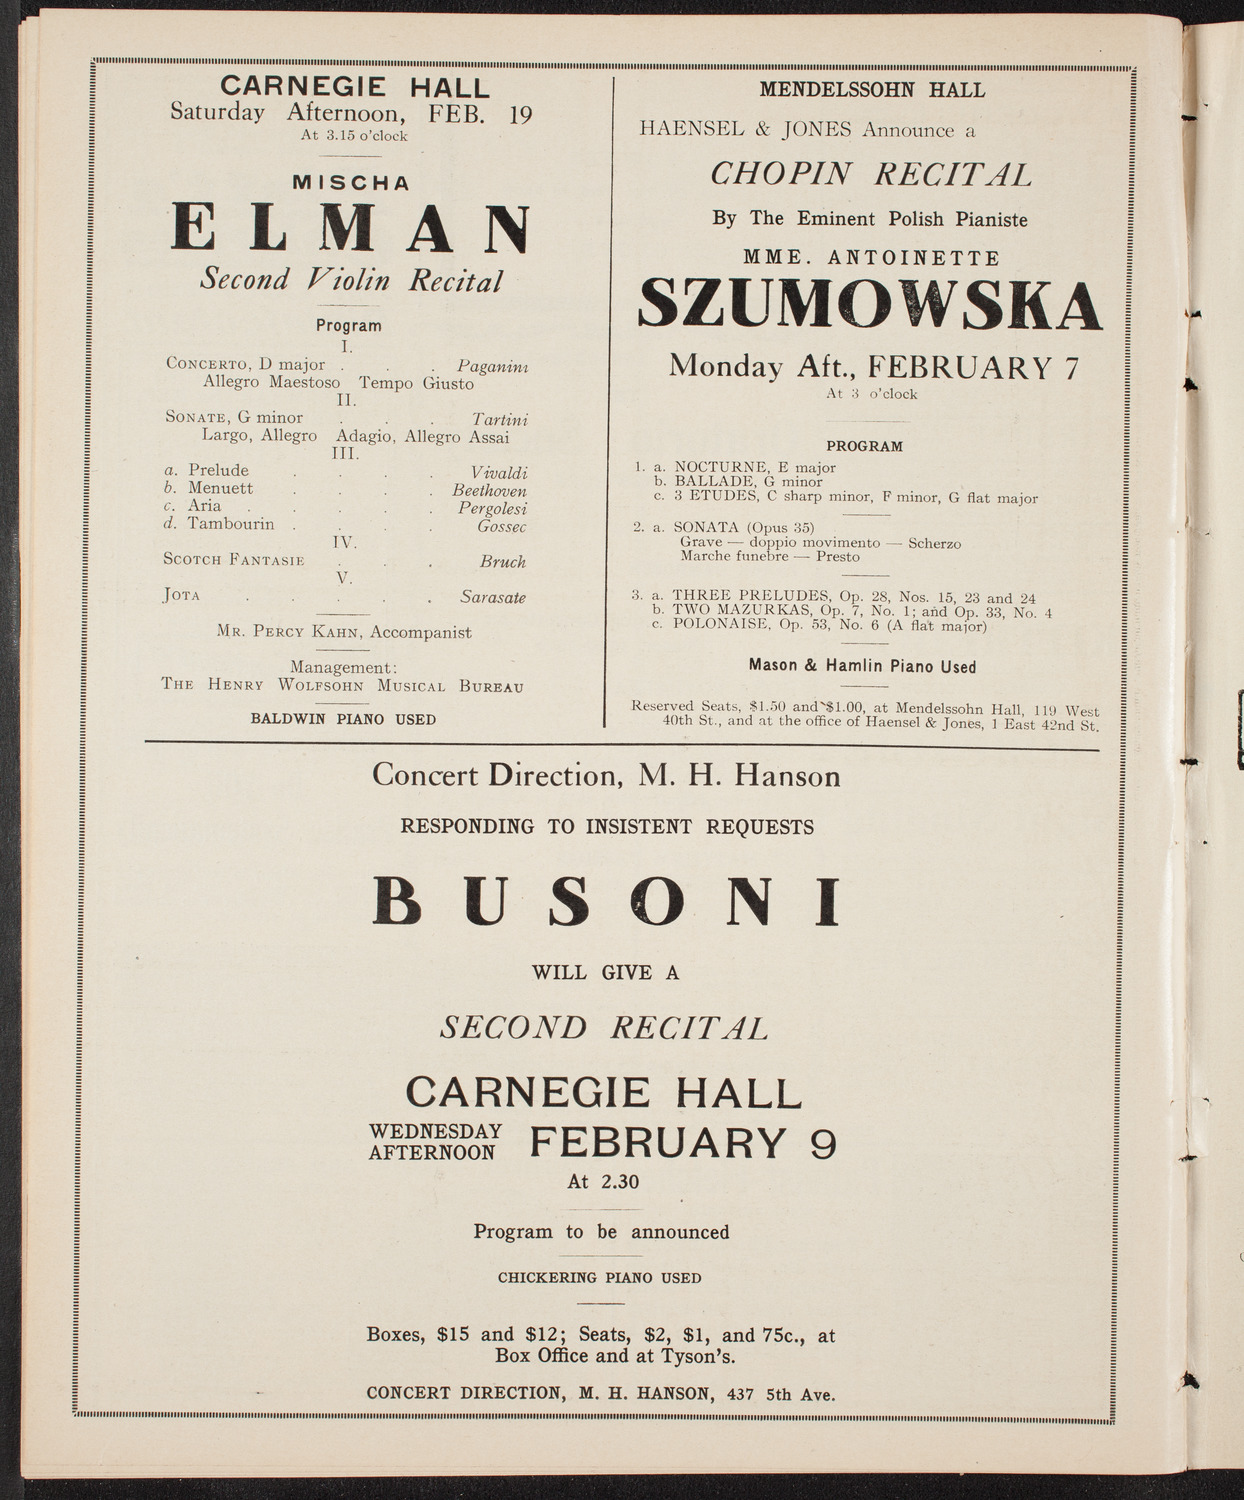 CARNEGIE HALL
Saturday Afternoon, FEB. 19
At 3.15 o'clock
MISCHA
ELMAN
Second Violin Recital
Program
I.
CONCERTO, D major . . . Paganini
Allegro Maestoso Tempo Giusto
II.
SONATE, G minor . . . Tartini
Largo, Allegro Adagio, Allegro Assai
III.
a. Prelude . . . . Vivaldi
b. Menuett . . . . Beethoven
c. Aria . . . . . Pergolesi
d. Tambourin . . . . Gossec
IV.
SCOTCH FANTASIE . . . Bruch
V.
JOTA . . . . . Sarasate
MR. PERCY KAHN, Accompanist
Management:
THE HENRY WOLFSOHN MUSICAL BUREAU
BALDWIN PIANO USED
MENDELSSOHN HALL
HAENSEL & JONES Announce a
CHOPIN RECITAL
By The Eminent Polish Pianiste
MME. ANTOINETTE
SZUMOWSKA
Monday Aft., FEBRUARY 7
At 3 o'clock
PROGRAM
1. a. NOCTURNE, E major
b. BALLADE, G minor
c. 3 ETUDES, C sharp minor, F minor, G flat major
2. a. SONATA (Opus 35)
Grave — doppio movimento — Scherzo
Marche funebre — Presto
3. a. THREE PRELUDES, Op. 28, Nos. 15, 23 and 24
b. TWO MAZURKAS, Op. 7, No. 1; and Op. 33, No. 4
c. POLONAISE, Op. 53, No. 6 (A flat major)
Mason & Hamlin Piano Used
Reserved Seats, $1.50 and $1.00, at Mendelssohn Hall, 119 West
40th St., and at the office of Haensel & Jones, 1 East 42nd St.
Concert Direction, M. H. Hanson
RESPONDING TO INSISTENT REQUESTS
BUSONI
WILL GIVE A
SECOND RECITAL
CARNEGIE HALL
WEDNESDAY AFTERNOON FEBRUARY 9
At 2.30
Program to be announced
CHICKERING PIANO USED
Boxes, $15 and $12; Seats, $2, $1, and 75c., at
Box Office and at Tyson's.
CONCERT DIRECTION, M. H. HANSON, 437 5th Ave.